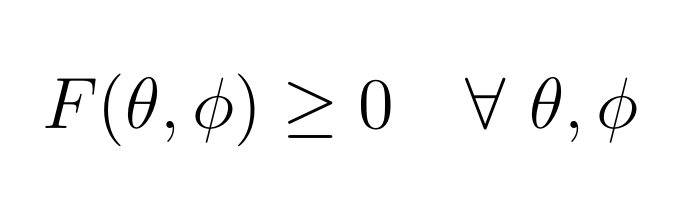 F(θ, ϕ) ≥ 0 ∀ θ, ϕ